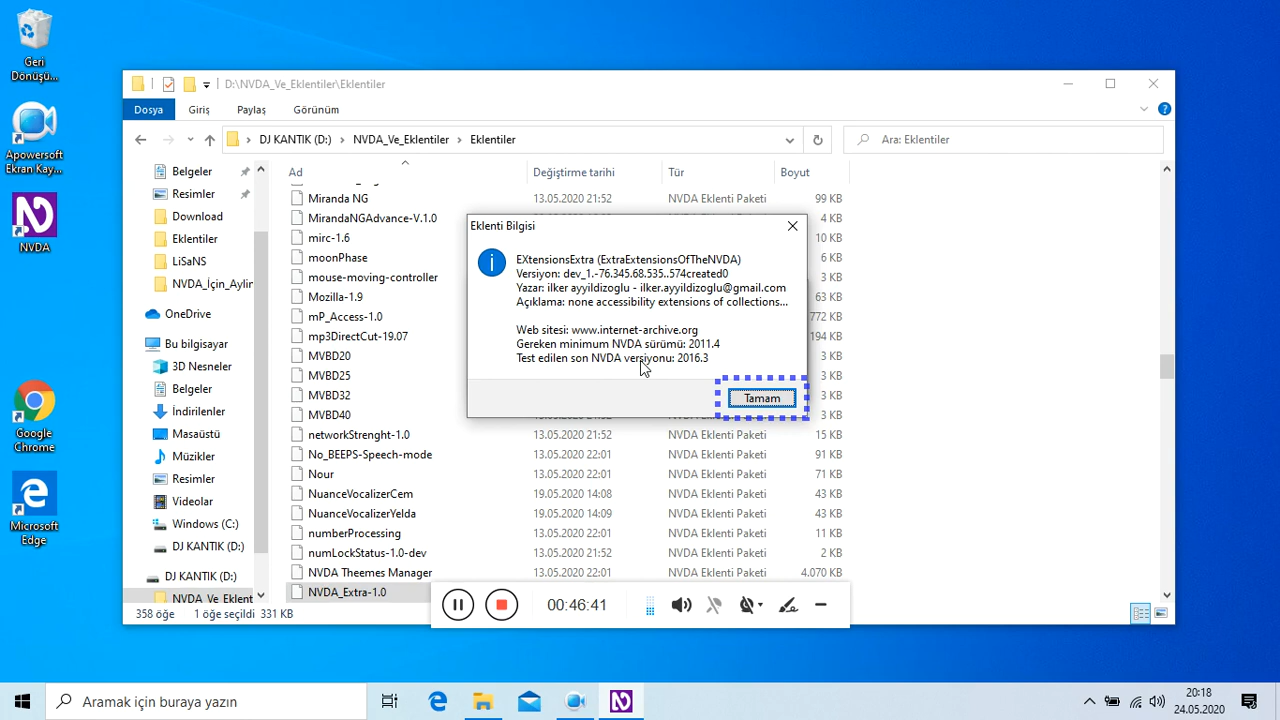 Geri
Dönüşü...
Apowersoft
Ekran Kay...
NVDA
Google
Chrome
Microsoft
Edge
D:\NVDA_Ve_Eklentiler\Eklentiler
Dosya Giriş Paylaş Görünüm
DJ KANTIK (D:) NVDA_Ve_Eklentiler Eklentiler
Ara: Eklentiler
Belgeler
Resimler
Download
Eklentiler
LiSaNS
NVDA_İçin_Aylin
OneDrive
Bu bilgisayar
3D Nesneler
Belgeler
İndirilenler
Masaüstü
Müzikler
Resimler
Videolar
Windows (C:)
DJ KANTIK (D:)
DJ KANTIK (D:)
NVDA_Ve_Eklent
Ad Değiştirme tarihi Tür Boyut
Miranda NG 13.05.2020 21:52 NVDA Eklenti Paketi 99 KB
MirandaNGAdvance-V.1.0 4 KB
mirc-1.6 10 KB
moonPhase 6 KB
mouse-moving-controller 3 KB
Mozilla-1.9 63 KB
mP_Access-1.0 772 KB
mp3DirectCut-19.07 3 KB
MVBD20 3 KB
MVBD25 3 KB
MVBD32 3 KB
MVBD40 3 KB
networkStrenght-1.0 13.05.2020 21:52 NVDA Eklenti Paketi 15 KB
No_BEEPS-Speech-mode 13.05.2020 22:01 NVDA Eklenti Paketi 91 KB
Nour 13.05.2020 22:01 NVDA Eklenti Paketi 71 KB
NuanceVocalizerCem 19.05.2020 14:08 NVDA Eklenti Paketi 43 KB
NuanceVocalizerYelda 19.05.2020 14:09 NVDA Eklenti Paketi 43 KB
numberProcessing 13.05.2020 22:01 NVDA Eklenti Paketi 11 KB
numLockStatus-1.0-dev 13.05.2020 21:52 NVDA Eklenti Paketi 2 KB
NVDA Theemes Manager 13.05.2020 22:01 NVDA Eklenti Paketi 4.070 KB
NVDA_Extra-1.0
Eklenti Bilgisi
EXtensionsExtra (ExtraExtensionsOfTheNVDA)
Versiyon: dev_1.-76.345.68.535..574created0
Yazar: ilker ayyildizoglu - ilker.ayyildizoglu@gmail.com
Açıklama: none accessibility extensions of collections...
Web sitesi: www.internet-archive.org
Gereken minimum NVDA sürümü: 2011.4
Test edilen son NVDA versiyonu: 2016.3
Tamam
358 öğe 1 öğe seçildi 331 KB
00:46:41
Aramak için buraya yazın
20:18
24.05.2020